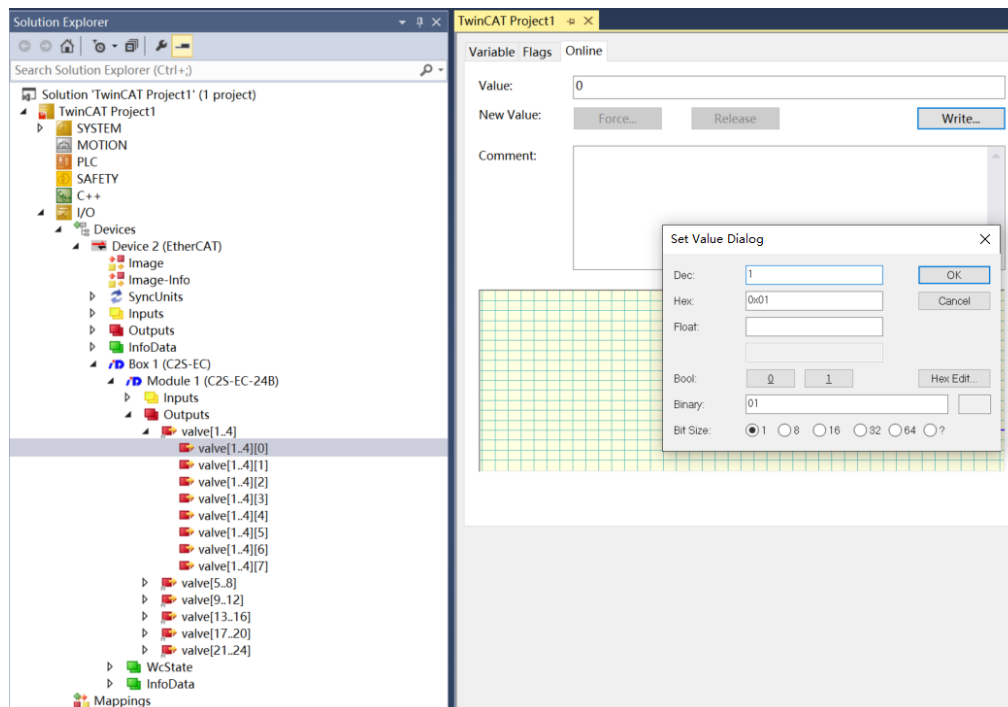 Solution Explorer
Search Solution Explorer (Ctrl+;)
Solution 'TwinCAT Project1' (1 project)
TwinCAT Project1
SYSTEM
MOTION
PLC
SAFETY
C++
I/O
Devices
Device 2 (EtherCAT)
Image
Image-Info
SyncUnits
Inputs
Outputs
InfoData
Box 1 (C2S-EC)
Module 1 (C2S-EC-24B)
Inputs
Outputs
valve[1..4]
valve[1..4][0]
valve[1..4][1]
valve[1..4][2]
valve[1..4][3]
valve[1..4][4]
valve[1..4][5]
valve[1..4][6]
valve[1..4][7]
valve[5..8]
valve[9..12]
valve[13..16]
valve[17..20]
valve[21..24]
WcState
InfoData
Mappings
TwinCAT Project1
Variable Flags Online
Value: 0
New Value: Force... Release Write...
Comment:
Set Value Dialog
Dec: 1 OK
Hex: 0x01 Cancel
Float:
Bool: 0 1 Hex Edit...
Binary: 01
Bit Size: 1 8 16 32 64 ?